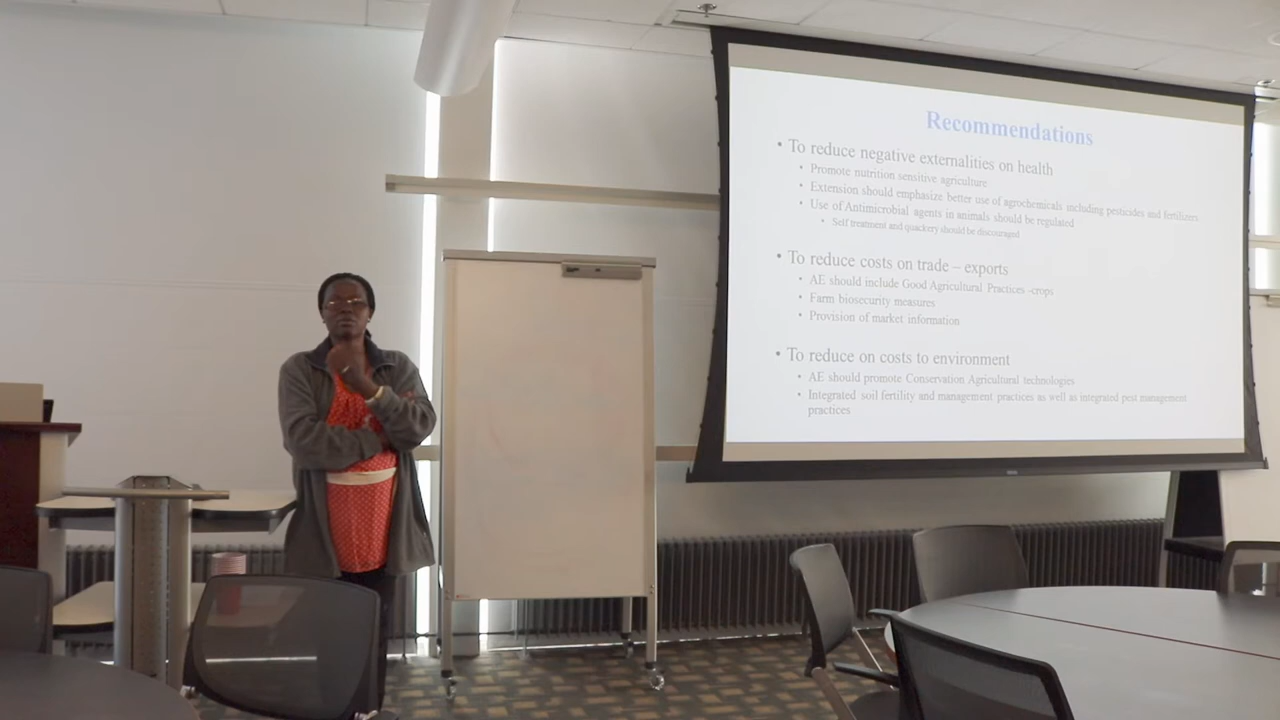 Recommendations
• To reduce negative externalities on health
• Promote nutrition sensitive agriculture
• Extension should emphasize better use of agrochemicals including pesticides and fertilizers
• Use of Antimicrobial agents in animals should be regulated
• Self treatment and quackery should be discouraged
• To reduce costs on trade – exports
• AE should include Good Agricultural Practices -crops
• Farm biosecurity measures
• Provision of market information
• To reduce on costs to environment
• AE should promote Conservation Agricultural technologies
• Integrated soil fertility and management practices as well as integrated pest management
practices